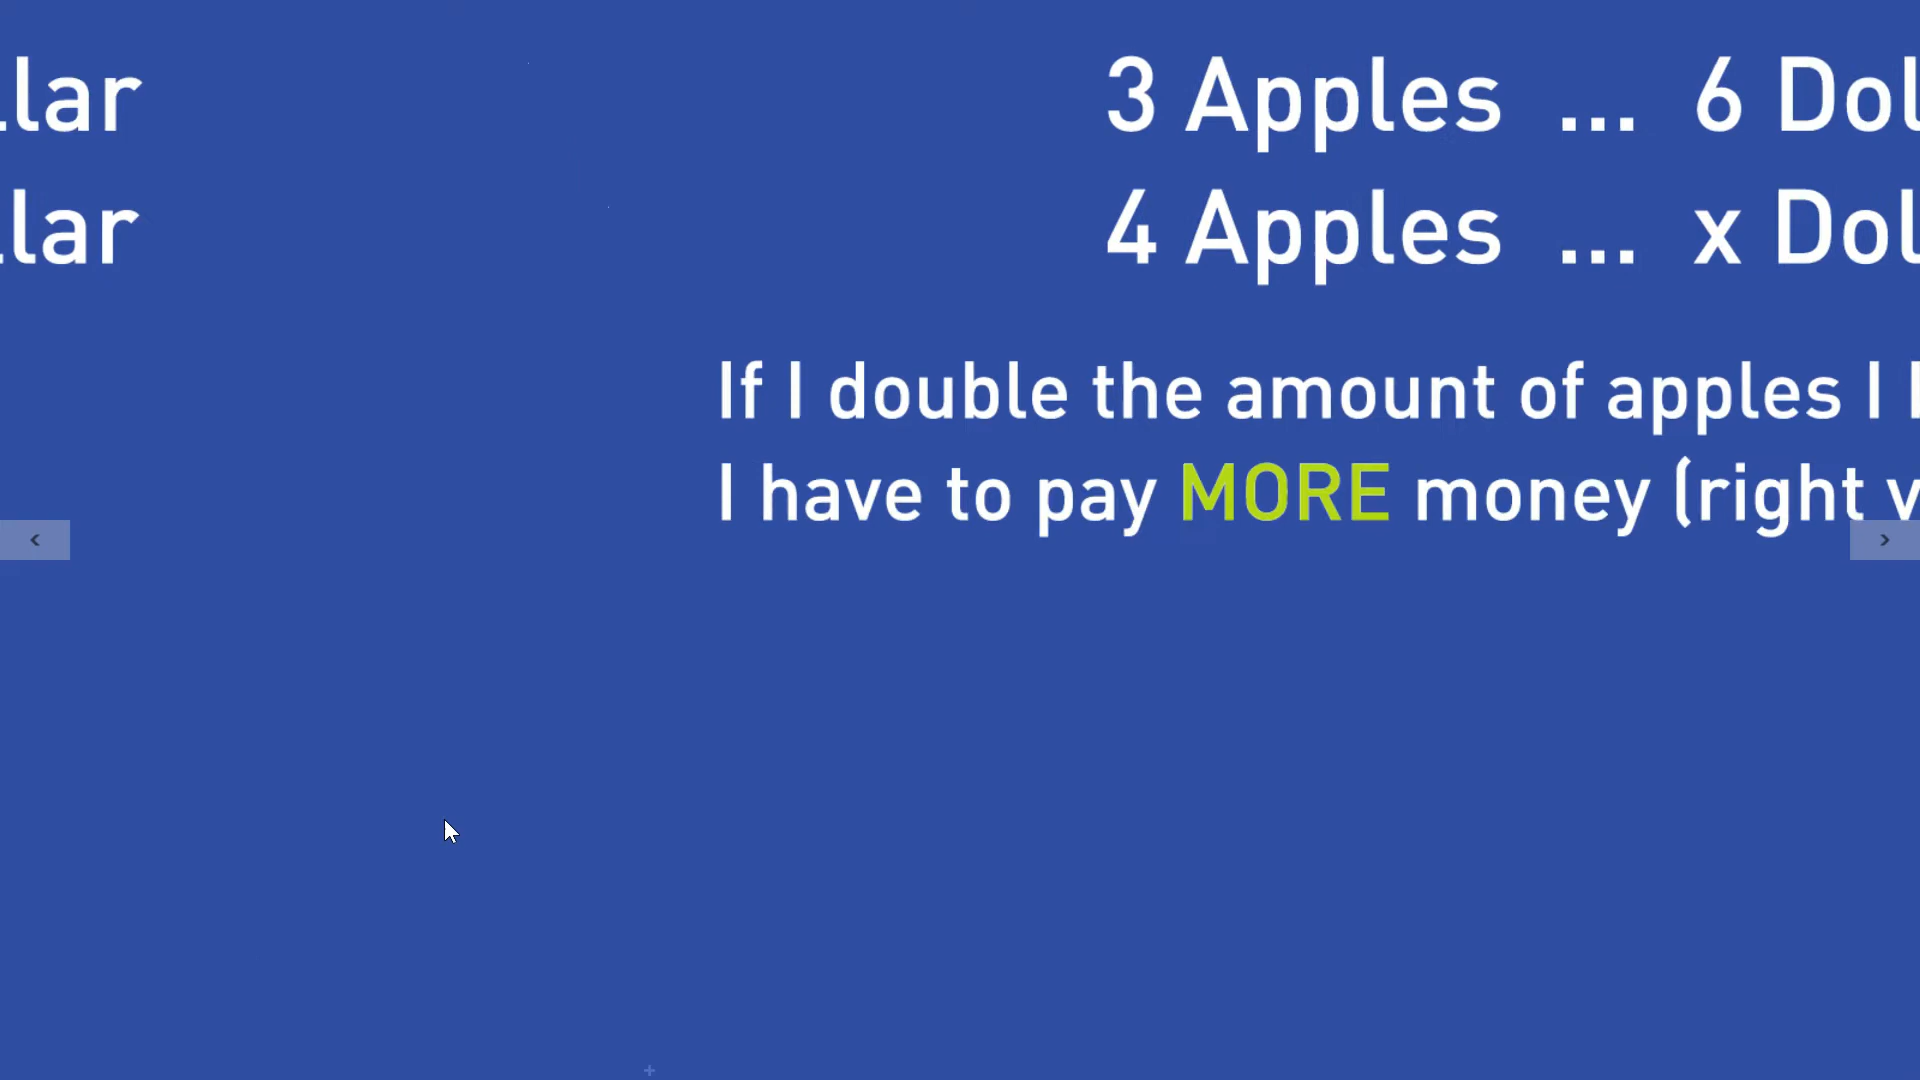 llar
llar
3 Apples ... 6 Dol
4 Apples ... x Dol
If I double the amount of apples I
I have to pay MORE money (right